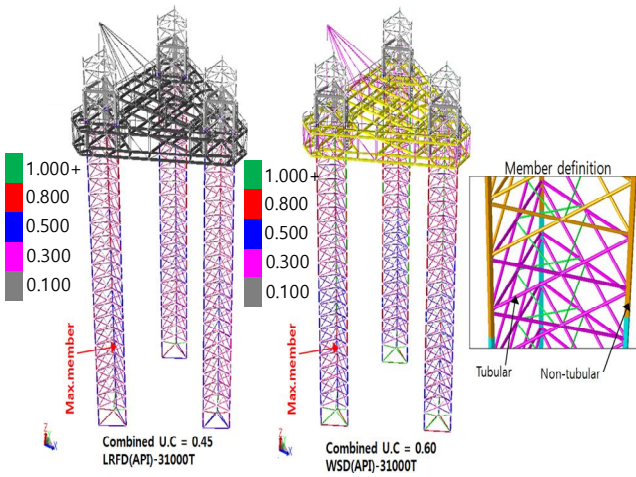 1.000+
0.800
0.500
0.300
0.100
Max.member
Z
X
Combined U.C = 0.45
LRFD(API)-31000T
1.000+
0.800
0.500
0.300
0.100
Max.member
Z
X
Combined U.C = 0.60
WSD(API)-31000T
Member definition
Tubular
Non-tubular